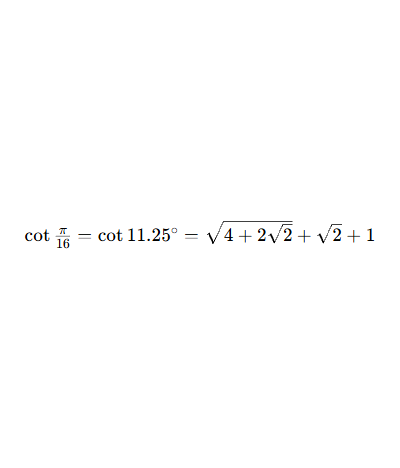 cot π/16 = cot 11.25° = √(4 + 2√2) + √2 + 1